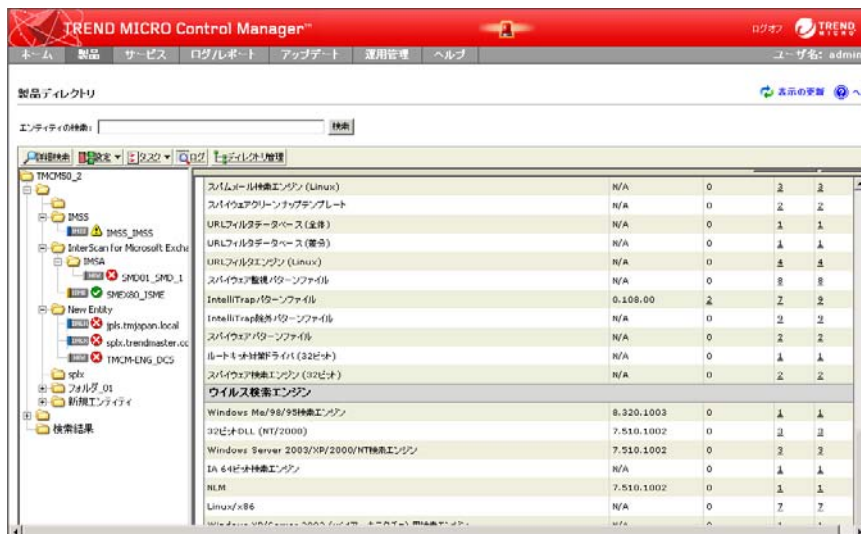 TREND MICRO Control Manager™
ログオフ
TREND MICRO
ホーム 製品 サービス ログ/レポート アップデート 運用管理 ヘルプ
ユーザ名: admin
製品ディレクトリ
表示の更新
エンティティの検索:
検索
詳細検索 設定 タスク ログ ディレクトリ管理
TMCM50_2
IMSS
IMSS_IMSS
InterScan for Microsoft Excha
IMSA
SMD01_SMD_1
SMEX80_ISME
New Entity
jpls.tmjapan.local
splx.trendmaster.cc
TMCM-ENG_DCS
splx
フォルダ_01
新規エンティティ
検索結果
スパムメール検索エンジン (Linux) N/A 0 3 3
スパイウェアクリーンナップテンプレート N/A 0 2 2
URLフィルタデータベース (全体) N/A 0 1 1
URLフィルタデータベース (差分) N/A 0 1 1
URLフィルタエンジン (Linux) N/A 0 4 4
スパイウェア監視パターンファイル N/A 0 8 8
IntelliTrapパターンファイル 0.108.00 2 7 9
IntelliTrap除外パターンファイル N/A 0 9 9
スパイウェアパターンファイル N/A 0 2 2
ルートキット対策ドライバ (32ビット) N/A 0 1 1
スパイウェア検索エンジン (32ビット) N/A 0 2 2
ウイルス検索エンジン
Windows Me/98/95検索エンジン 8.320.1003 0 1 1
32ビットDLL (NT/2000) 7.510.1002 0 3 3
Windows Server 2003/XP/2000/NT検索エンジン 7.510.1002 0 3 3
IA 64ビット検索エンジン N/A 0 1 1
NLM 7.510.1002 0 1 1
Linux/x86 N/A 0 7 7